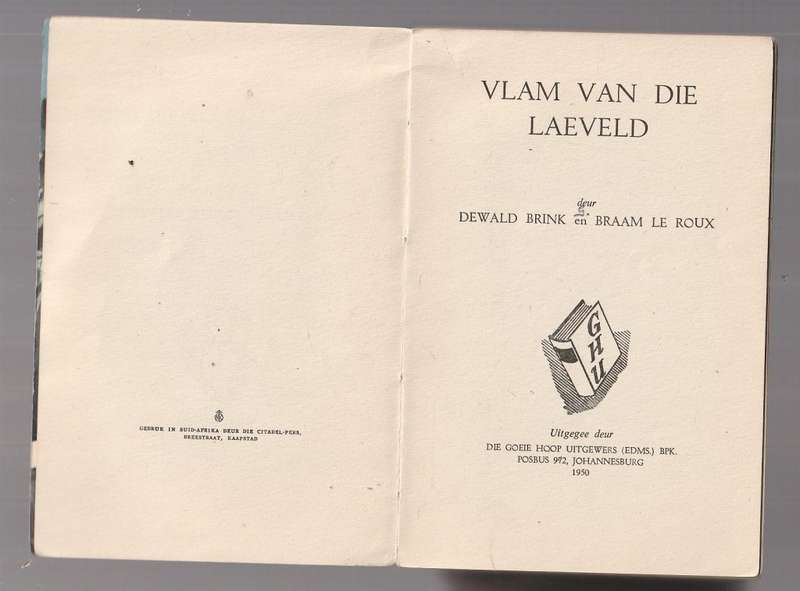 GEDRUK IN SUID-AFRIKA DEUR DIE CITADEL-PERS,
BREESTRAAT, KAAPSTAD
VLAM VAN DIE
LAEVELD
deur
DEWALD BRINK en BRAAM LE ROUX
GHU
Uitgegee deur
DIE GOEIE HOOP UITGEWERS (EDMS.) BPK.
POSBUS 972, JOHANNESBURG
1950